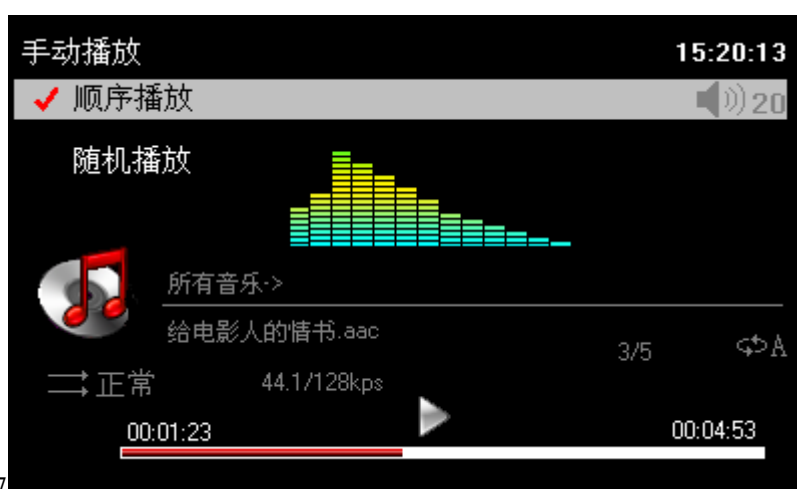 手动播放 15:20:13
顺序播放 20
随机播放
所有音乐->
给电影人的情书.aac
3/5 A
正常 44.1/128kps
00:01:23 00:04:53
7